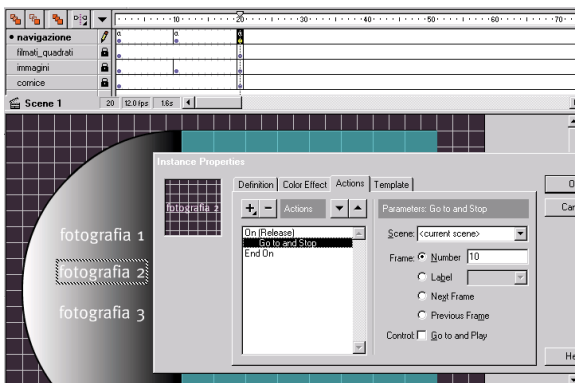 10 20 30 40 50 60 70
navigazione
filmati_quadrati
immagini
cornice
Scene 1 20 12.0 fps 1.6s
Instance Properties
Definition Color Effect Actions Template
fotografia 2
+ - Actions
Parameters: Go to and Stop
On (Release)
Go to and Stop
End On
Scene: <current scene>
Frame: Number 10
Label
Next Frame
Previous Frame
Control: Go to and Play
fotografia 1
fotografia 2
fotografia 3